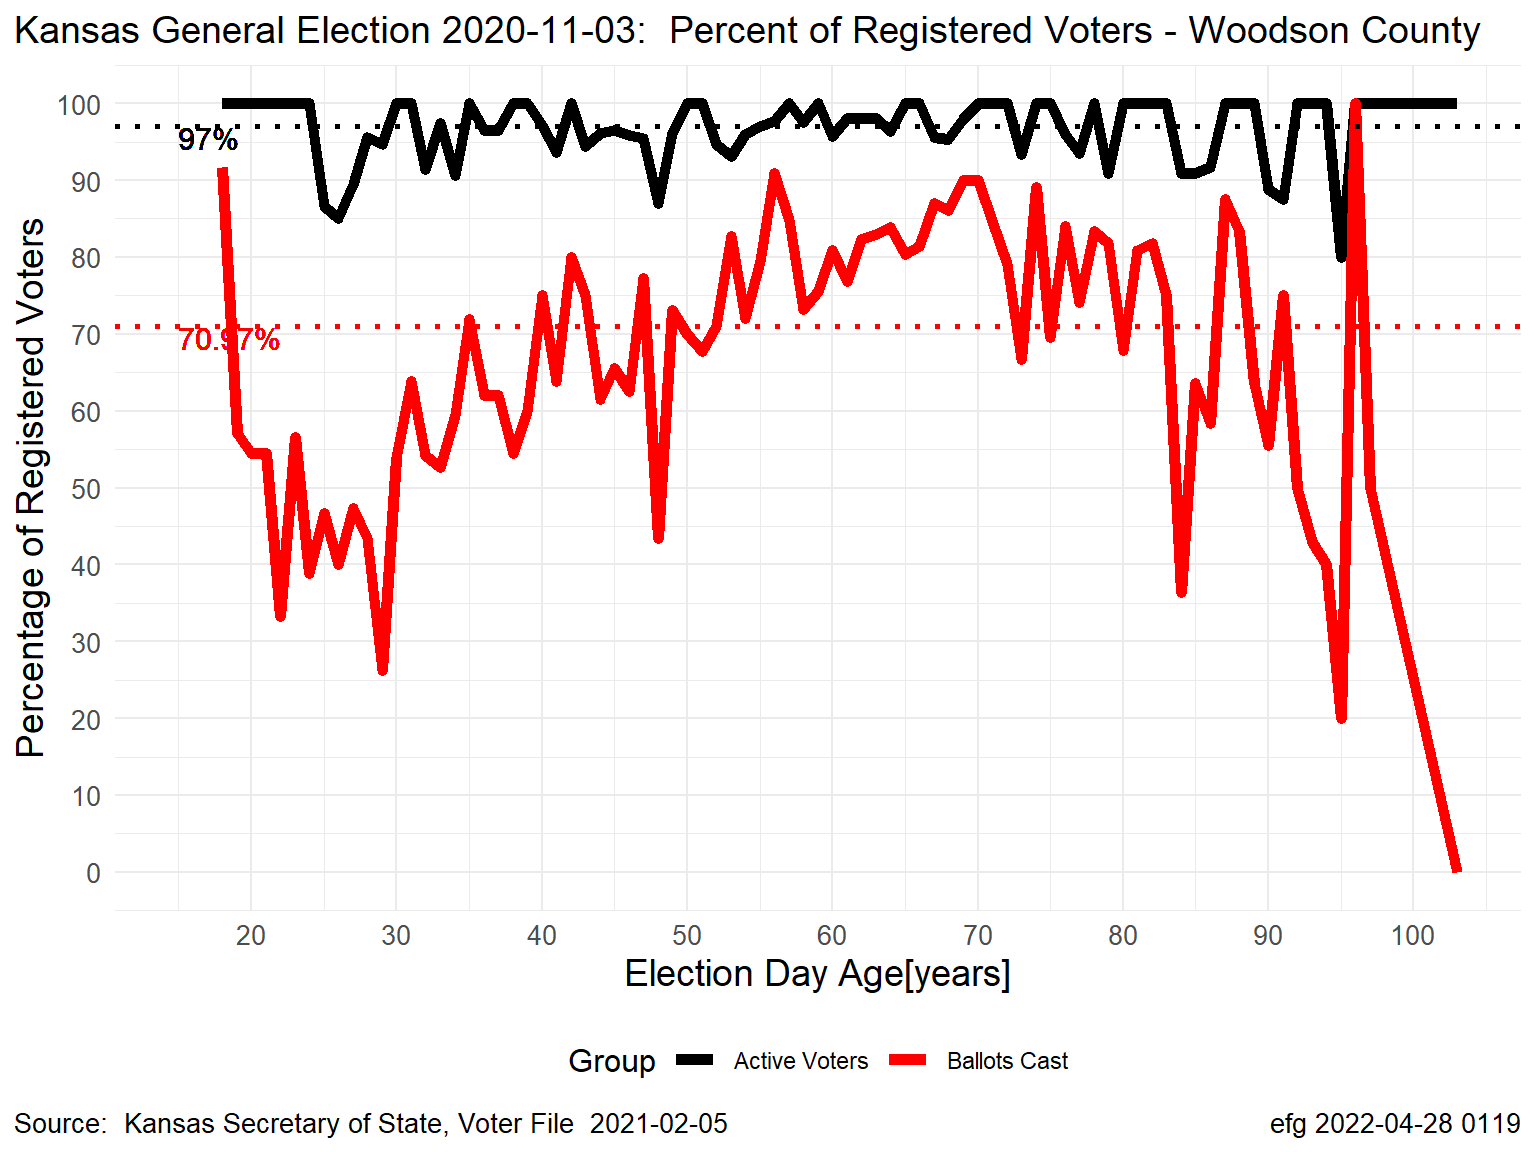 Kansas General Election 2020-11-03:  Percent of Registered Voters - Woodson County
Percentage of Registered Voters
100
90
80
70
60
50
40
30
20
10
0
97%
70.97%
20 30 40 50 60 70 80 90 100
Election Day Age[years]
Group Active Voters Ballots Cast
Source:  Kansas Secretary of State, Voter File  2021-02-05
efg 2022-04-28 0119